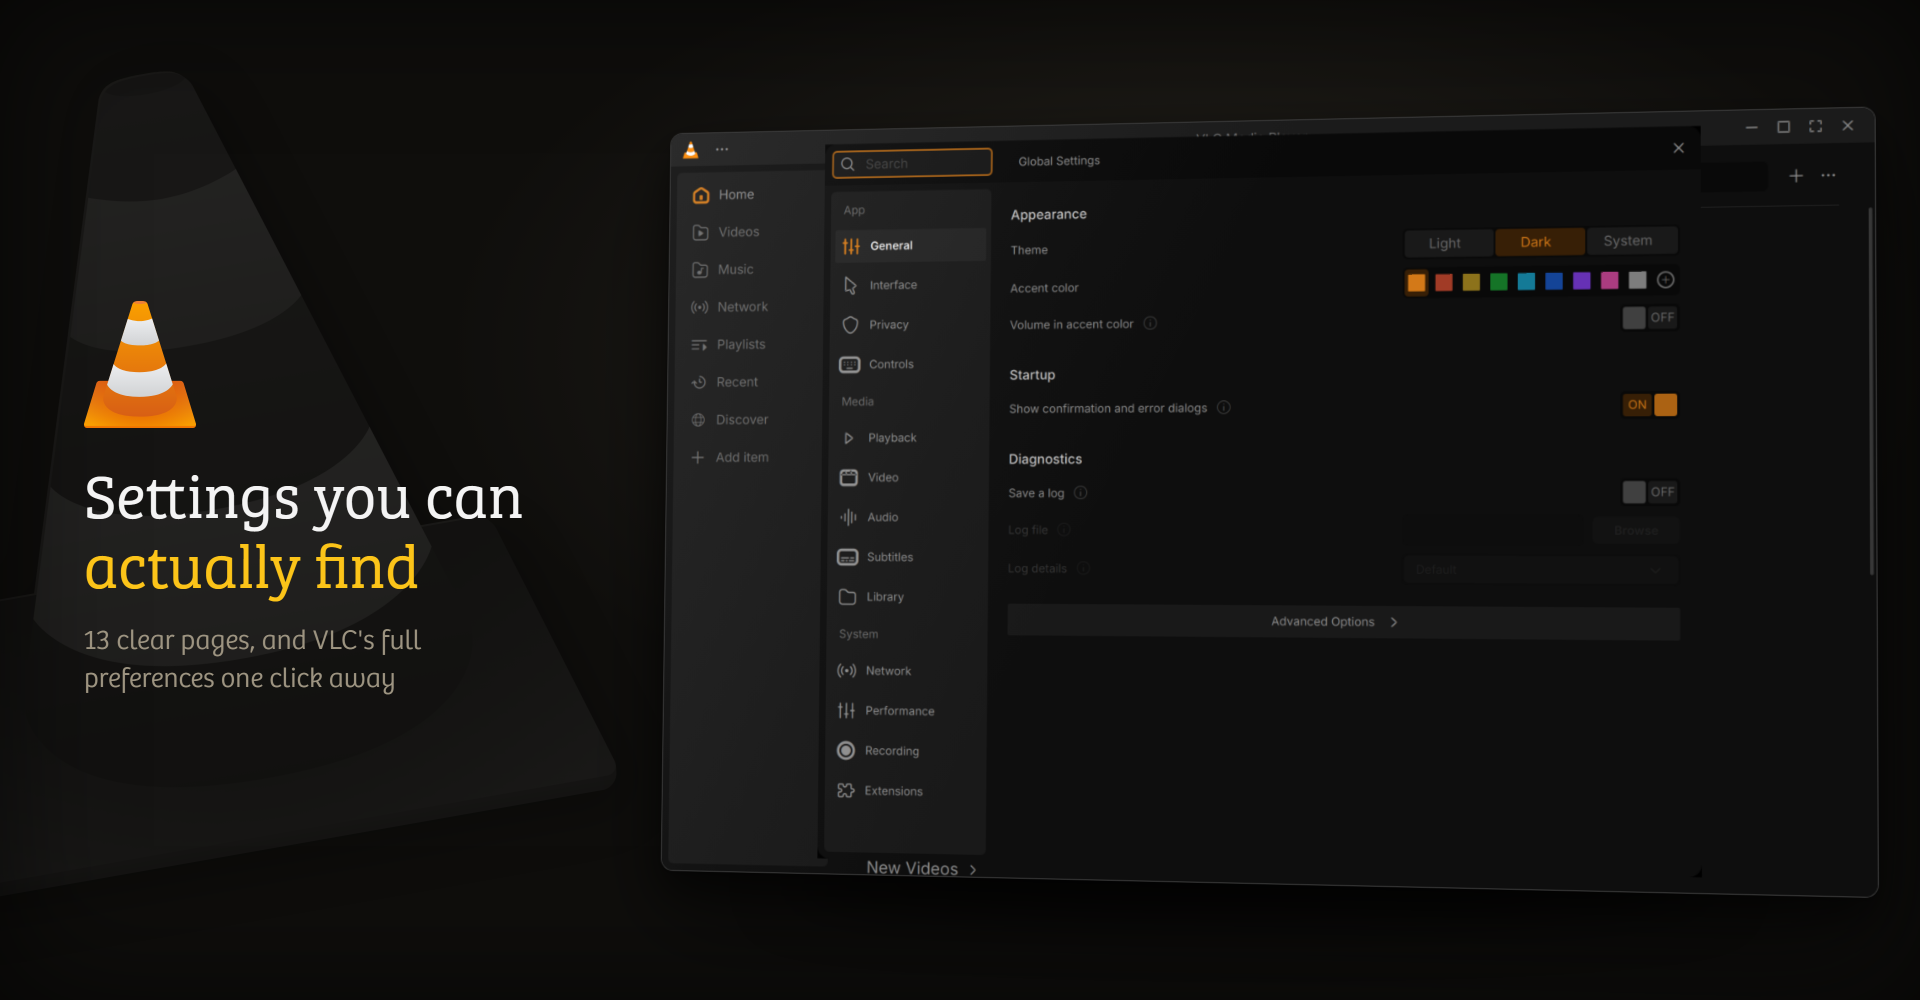 Settings you can
actually find
13 clear pages, and VLC's full
preferences one click away
Home
Videos
Music
Network
Playlists
Recent
Discover
Add item
Search
Global Settings
App
General
Interface
Privacy
Controls
Media
Playback
Video
Audio
Subtitles
Library
System
Network
Performance
Recording
Extensions
Appearance
Theme
Light
Dark
System
Accent color
Volume in accent color
OFF
Startup
Show confirmation and error dialogs
ON
Diagnostics
Save a log
OFF
Log file
Browse
Log details
Default
Advanced Options
New Videos